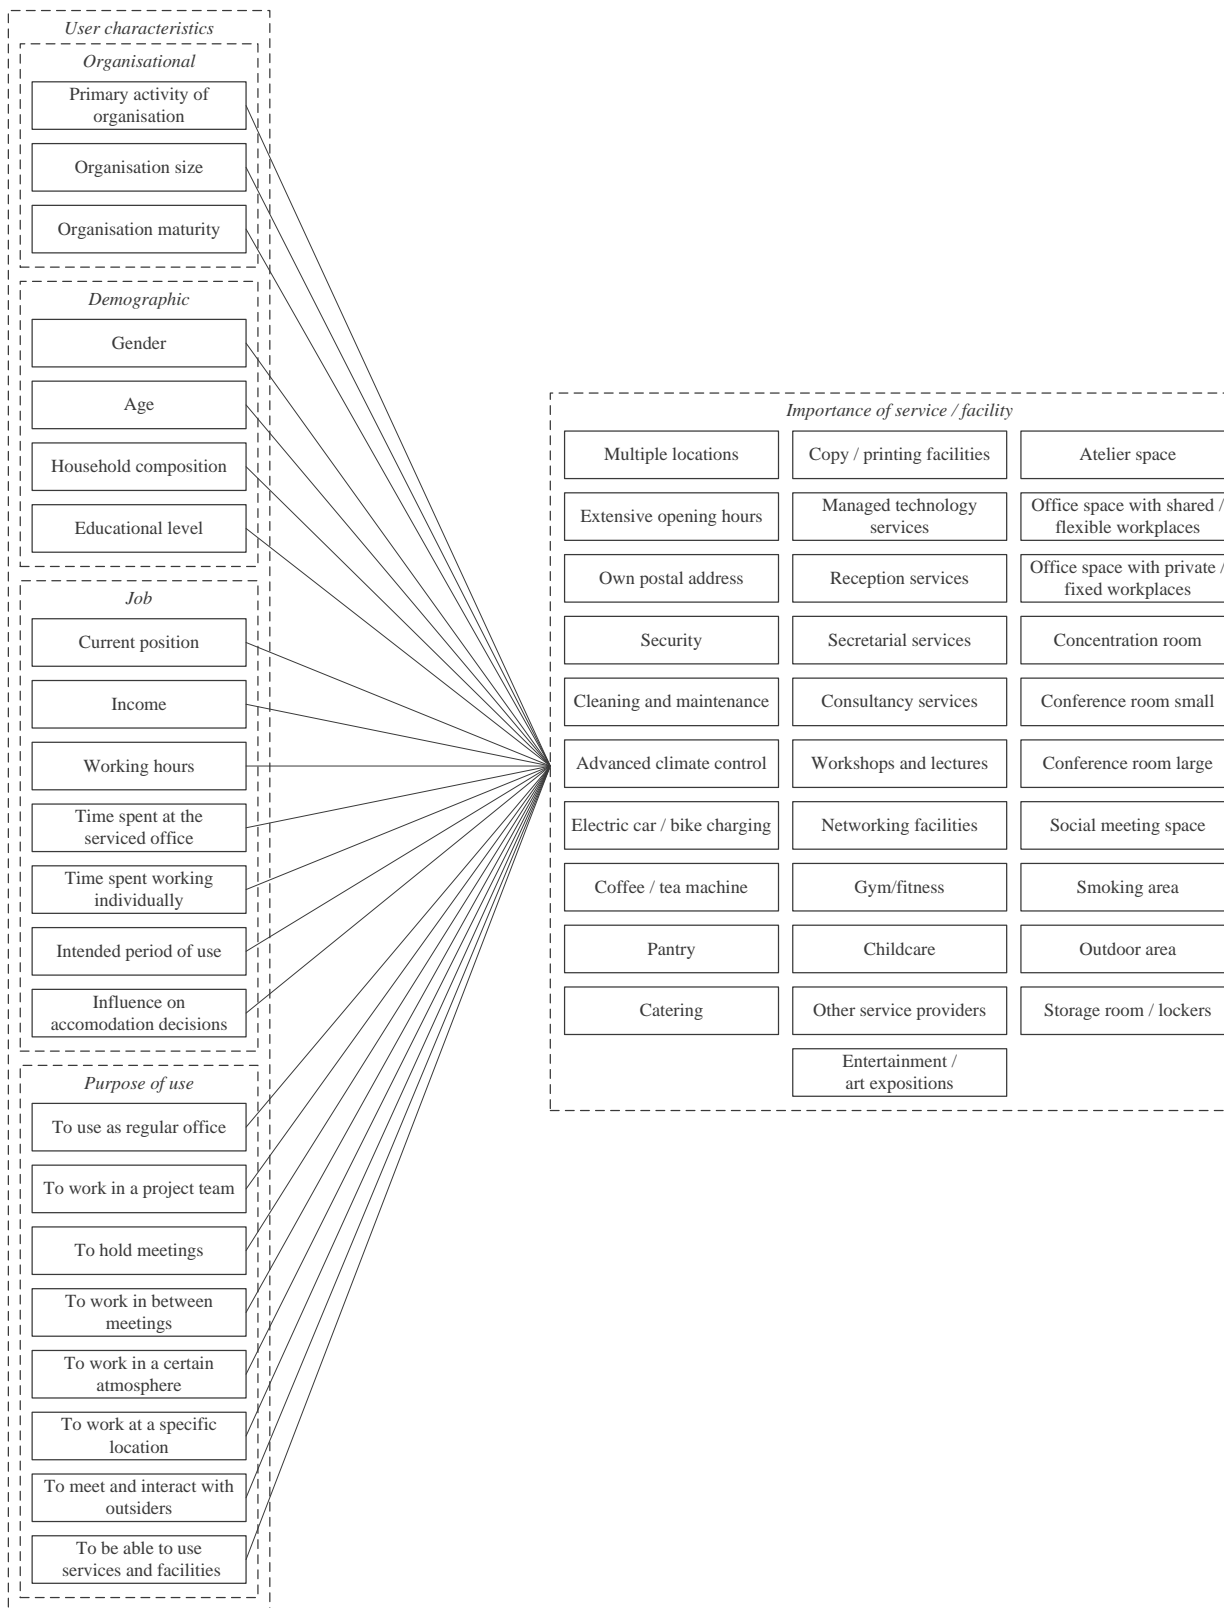 User characteristics
Organisational
Primary activity of
organisation
Organisation size
Organisation maturity
Demographic
Gender
Age
Household composition
Educational level
Job
Current position
Income
Working hours
Time spent at the
serviced office
Time spent working
individually
Intended period of use
Influence on
accomodation decisions
Purpose of use
To use as regular office
To work in a project team
To hold meetings
To work in between
meetings
To work in a certain
atmosphere
To work at a specific
location
To meet and interact with
outsiders
To be able to use
services and facilities
Importance of service / facility
Multiple locations
Extensive opening hours
Own postal address
Security
Cleaning and maintenance
Advanced climate control
Electric car / bike charging
Coffee / tea machine
Pantry
Catering
Copy / printing facilities
Managed technology
services
Reception services
Secretarial services
Consultancy services
Workshops and lectures
Networking facilities
Gym/fitness
Childcare
Other service providers
Entertainment /
art expositions
Atelier space
Office space with shared /
flexible workplaces
Office space with private /
fixed workplaces
Concentration room
Conference room small
Conference room large
Social meeting space
Smoking area
Outdoor area
Storage room / lockers